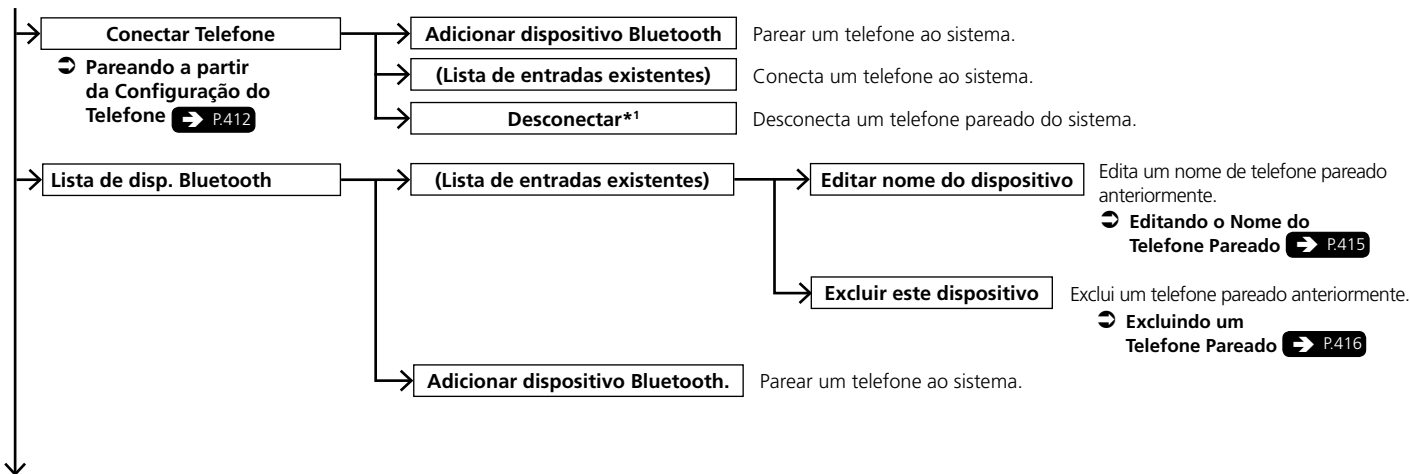 Conectar Telefone
Adicionar dispositivo Bluetooth
Parear um telefone ao sistema.
Pareando a partir
da Configuração do
Telefone P.412
(Lista de entradas existentes)
Conecta um telefone ao sistema.
Desconectar*1
Desconecta um telefone pareado do sistema.
Lista de disp. Bluetooth
(Lista de entradas existentes)
Editar nome do dispositivo
Edita um nome de telefone pareado
anteriormente.
Editando o Nome do
Telefone Pareado P.415
Excluir este dispositivo
Exclui um telefone pareado anteriormente.
Excluindo um
Telefone Pareado P.416
Adicionar dispositivo Bluetooth.
Parear um telefone ao sistema.